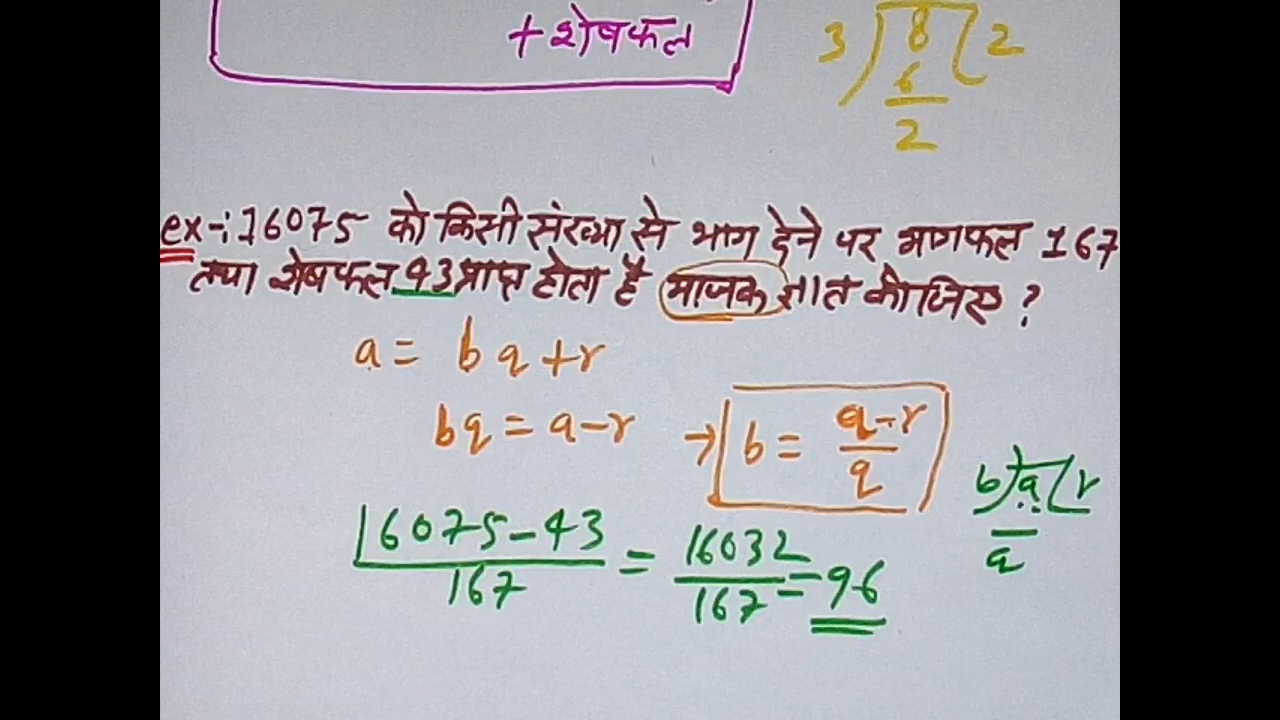 +शेषफल
3) 8 (2
6
2
ex-: 16075 को किसी संख्या से भाग देने पर भागफल 167
तथा शेषफल 43 प्राप्त होता है भाजक ज्ञात कीजिए ?
a = bq+r
bq = a-r → b = a-r/q
b)a(r
q
16075-43/167 = 16032/167 = 96